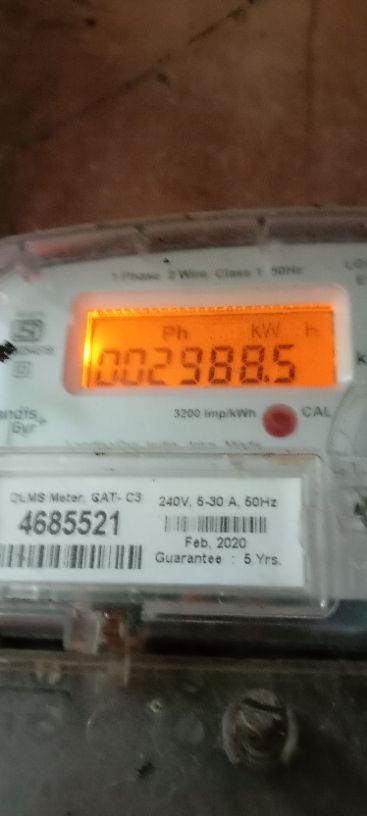 1 Phase 2 Wire Class 1 50Hz
Ph kW h
002988.5
3200 imp/kWh CAL
Gyr+
DLMS Meter, GAT- C3
4685521
240V, 5-30 A, 50Hz
Feb, 2020
Guarantee : 5 Yrs.